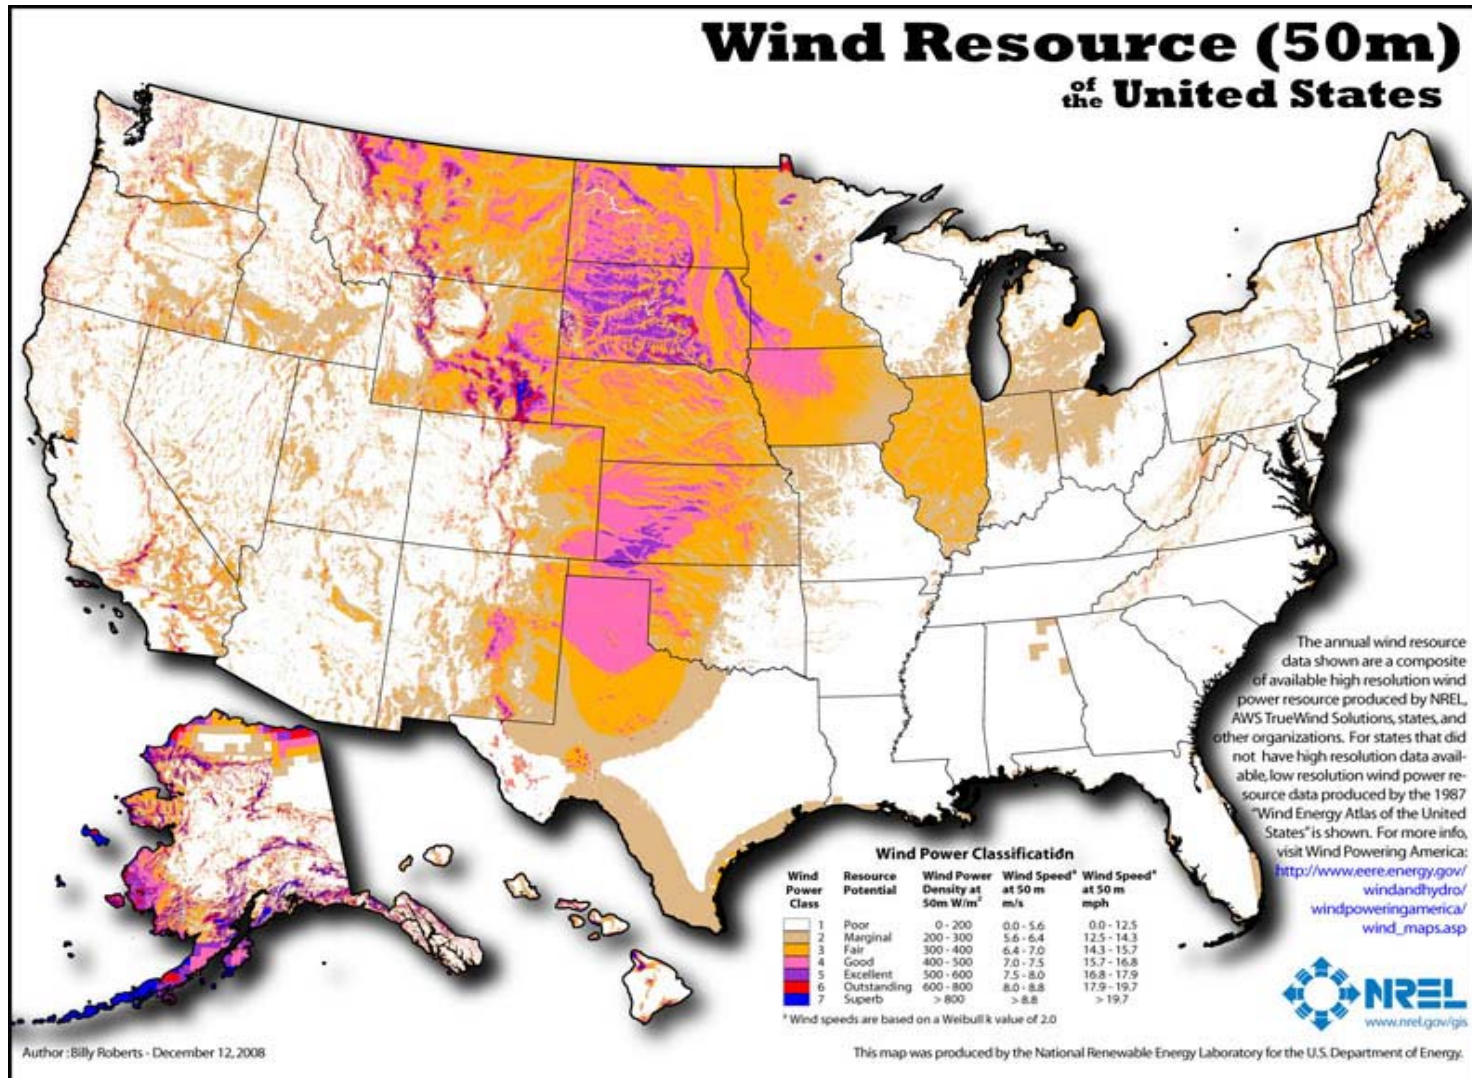 Wind Resource (50m)
of the United States
The annual wind resource
data shown are a composite
of available high resolution wind
power resource produced by NREL,
AWS TrueWind Solutions, states, and
other organizations. For states that did
not have high resolution data avail-
able, low resolution wind power re-
source data produced by the 1987
"Wind Energy Atlas of the United
States" is shown. For more info,
visit Wind Powering America:
http://www.eere.energy.gov/
windandhydro/
windpoweringamerica/
wind_maps.asp
Wind Power Classification
Wind Power Class Resource Potential Wind Power Density at 50m W/m² Wind Speedª at 50 m m/s Wind Speedª at 50 m mph
1 Poor 0 - 200 0.0 - 5.6 0.0 - 12.5
2 Marginal 200 - 300 5.6 - 6.4 12.5 - 14.3
3 Fair 300 - 400 6.4 - 7.0 14.3 - 15.7
4 Good 400 - 500 7.0 - 7.5 15.7 - 16.8
5 Excellent 500 - 600 7.5 - 8.0 16.8 - 17.9
6 Outstanding 600 - 800 8.0 - 8.8 17.9 - 19.7
7 Superb > 800 > 8.8 > 19.7
ª Wind speeds are based on a Weibull k value of 2.0
NREL
www.nrel.gov/gis
Author : Billy Roberts - December 12, 2008
This map was produced by the National Renewable Energy Laboratory for the U.S. Department of Energy.